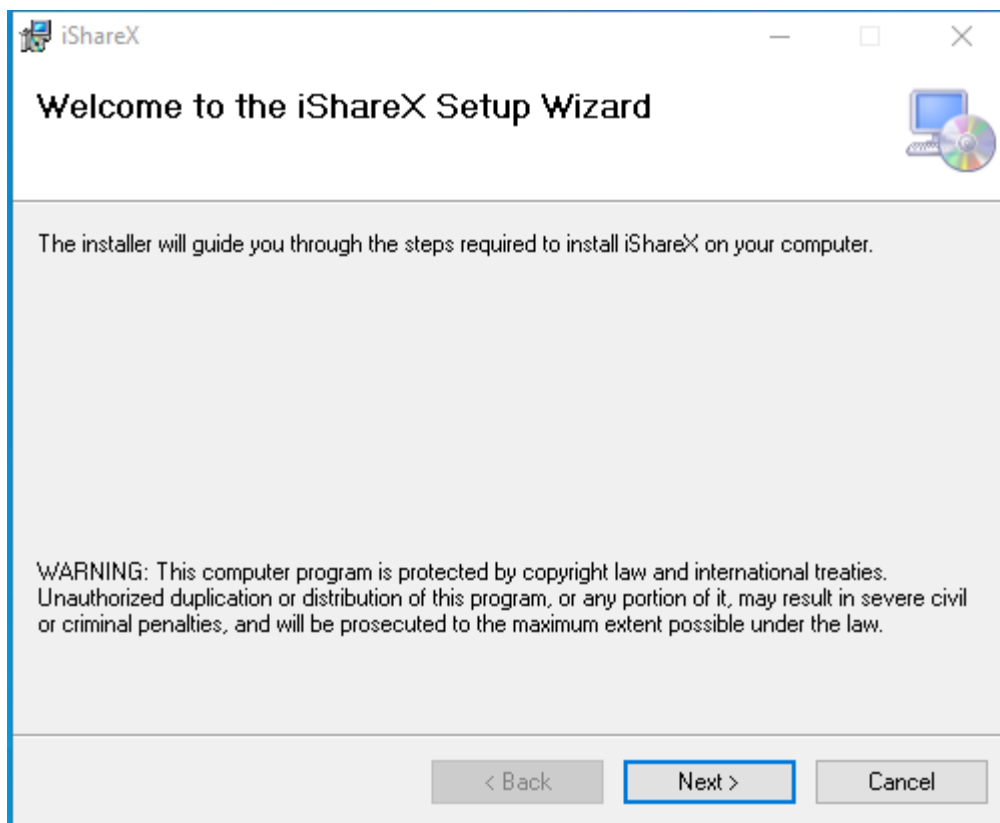 iShareX
Welcome to the iShareX Setup Wizard
The installer will guide you through the steps required to install iShareX on your computer.
WARNING: This computer program is protected by copyright law and international treaties.
Unauthorized duplication or distribution of this program, or any portion of it, may result in severe civil
or criminal penalties, and will be prosecuted to the maximum extent possible under the law.
< Back Next > Cancel